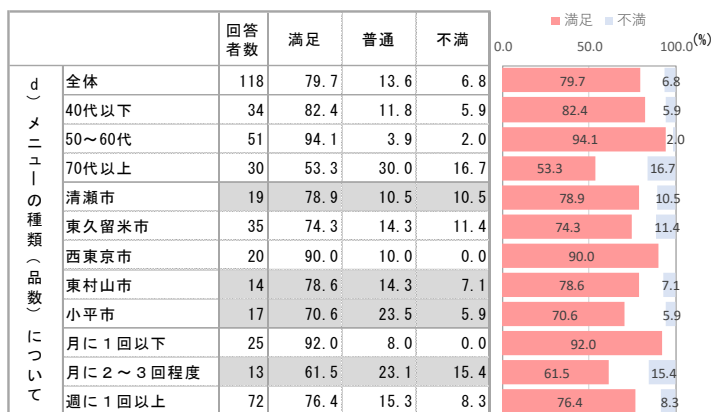 ■満足 ■不満
回答者数 満足 普通 不満 0.0 50.0 100.0 (%)
d) メニューの種類(品数)について
全体 118 79.7 13.6 6.8 79.7 6.8
40代以下 34 82.4 11.8 5.9 82.4 5.9
50～60代 51 94.1 3.9 2.0 94.1 2.0
70代以上 30 53.3 30.0 16.7 53.3 16.7
清瀬市 19 78.9 10.5 10.5 78.9 10.5
東久留米市 35 74.3 14.3 11.4 74.3 11.4
西東京市 20 90.0 10.0 0.0 90.0
東村山市 14 78.6 14.3 7.1 78.6 7.1
小平市 17 70.6 23.5 5.9 70.6 5.9
月に1回以下 25 92.0 8.0 0.0 92.0
月に2～3回程度 13 61.5 23.1 15.4 61.5 15.4
週に1回以上 72 76.4 15.3 8.3 76.4 8.3